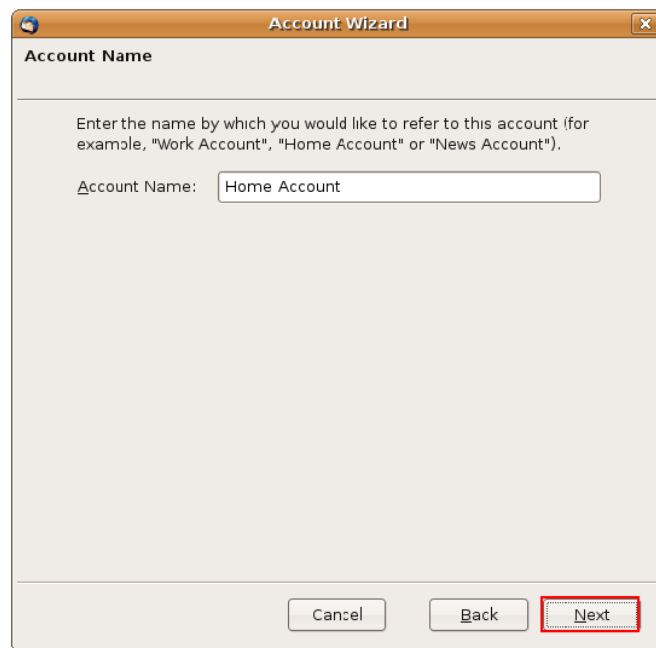 Account Wizard
Account Name
Enter the name by which you would like to refer to this account (for
example, "Work Account", "Home Account" or "News Account").
Account Name: Home Account
Cancel Back Next